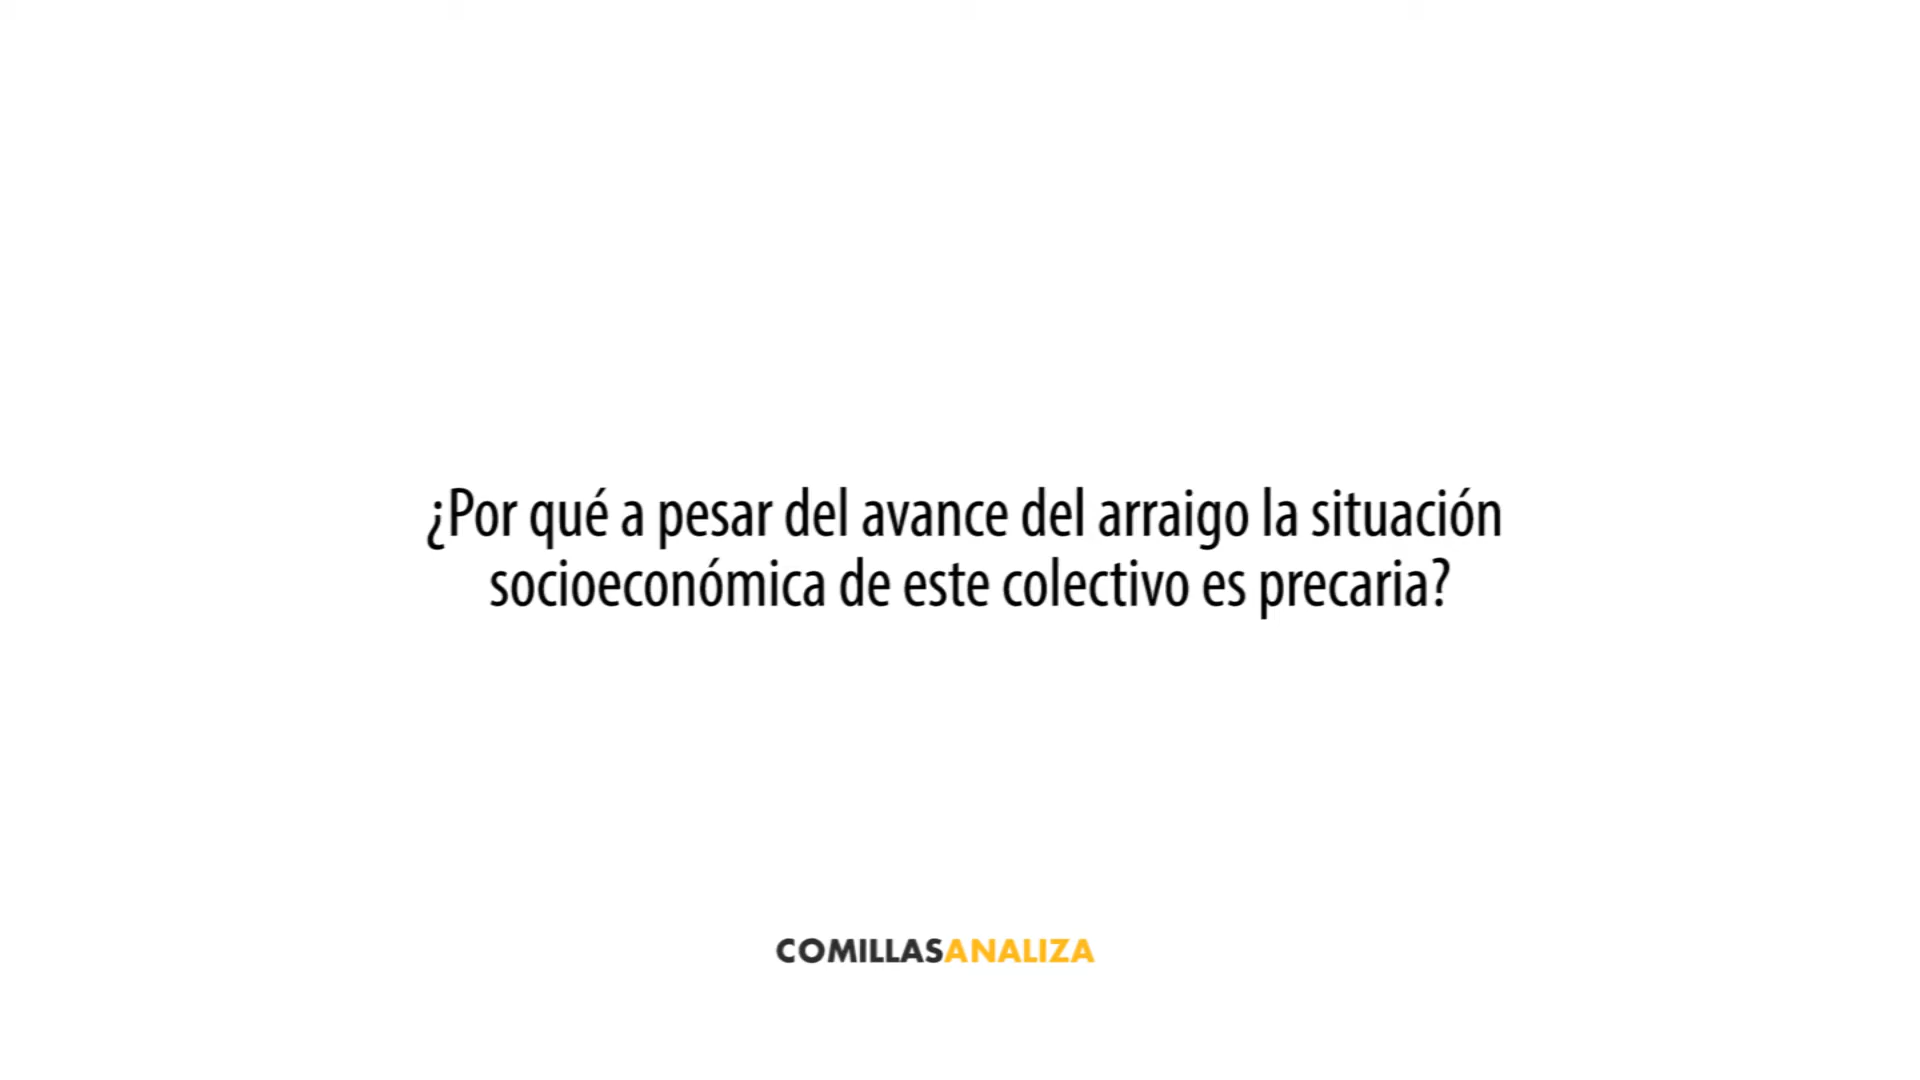 ¿Por qué a pesar del avance del arraigo la situación
socioeconómica de este colectivo es precaria?
COMILLASANALIZA